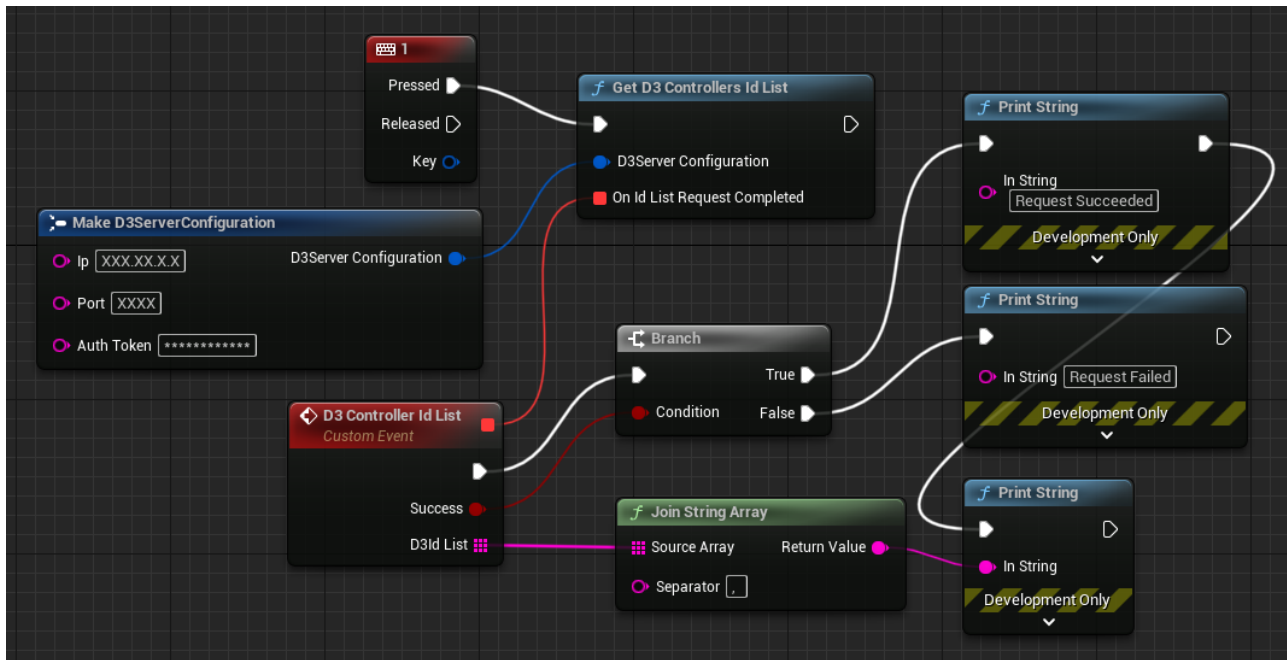 1
Pressed
Released
Key
Get D3 Controllers Id List
D3Server Configuration
On Id List Request Completed
Print String
In String
Request Succeeded
Development Only
Make D3ServerConfiguration
Ip XXX.XX.X.X
D3Server Configuration
Port XXXX
Auth Token ************
Print String
In String Request Failed
Development Only
Branch
True
Condition
False
D3 Controller Id List
Custom Event
Success
D3Id List
Join String Array
Source Array
Return Value
Separator ,
Print String
In String
Development Only